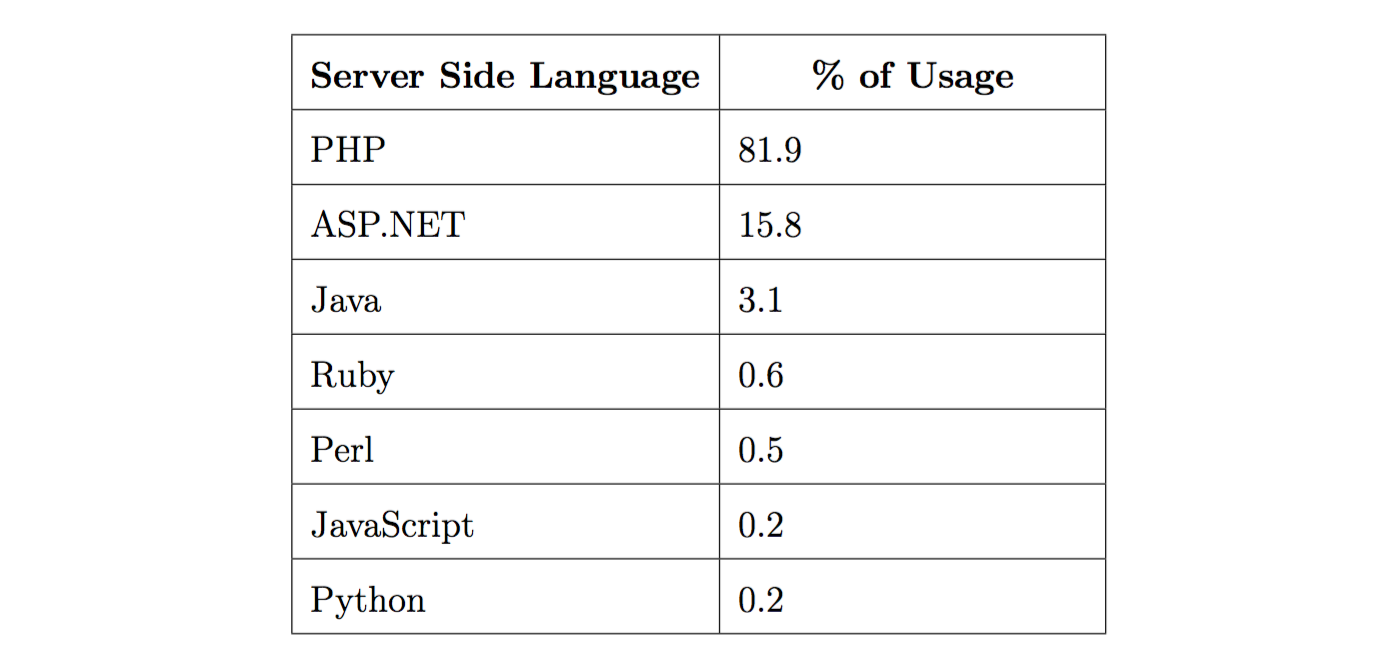 Server Side Language % of Usage
PHP 81.9
ASP.NET 15.8
Java 3.1
Ruby 0.6
Perl 0.5
JavaScript 0.2
Python 0.2